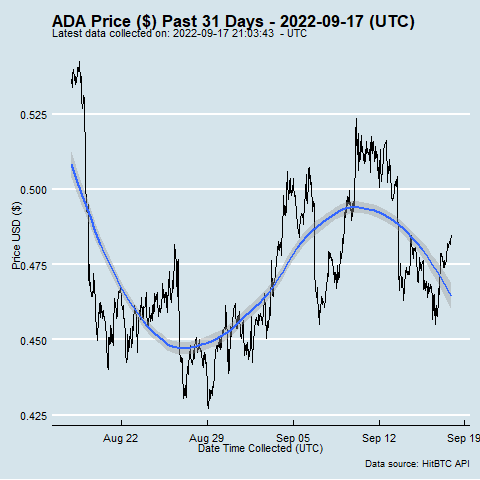 ADA Price ($) Past 31 Days - 2022-09-17 (UTC)
Latest data collected on: 2022-09-17 21:03:43 - UTC
Price USD ($)
0.525
0.500
0.475
0.450
0.425
Aug 22
Aug 29
Sep 05
Sep 12
Sep 19
Date Time Collected (UTC)
Data source: HitBTC API